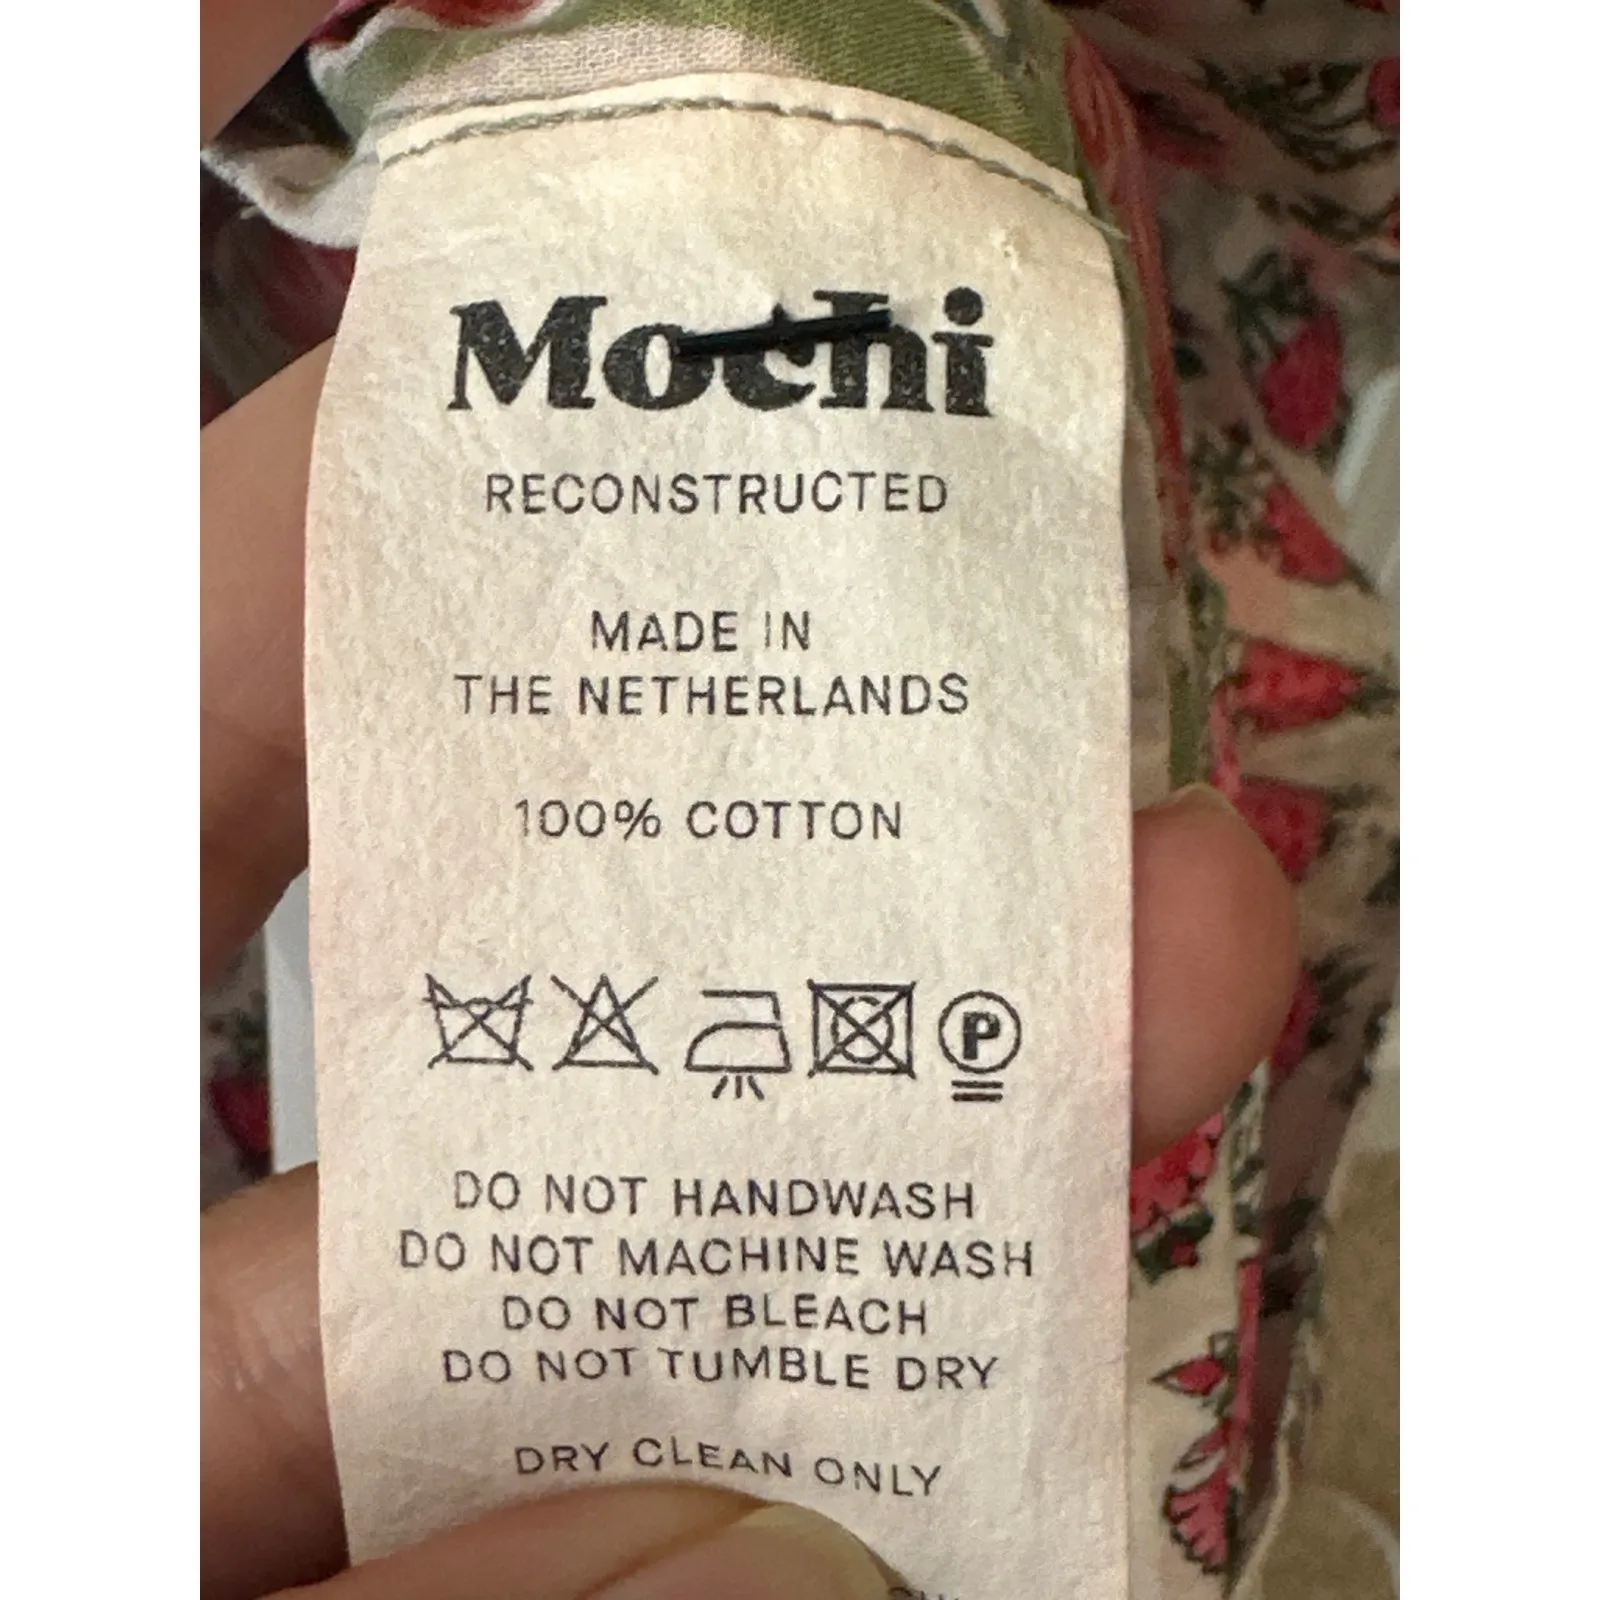 Mochi
RECONSTRUCTED
MADE IN
THE NETHERLANDS
100% COTTON
P
DO NOT HANDWASH
DO NOT MACHINE WASH
DO NOT BLEACH
DO NOT TUMBLE DRY
DRY CLEAN ONLY